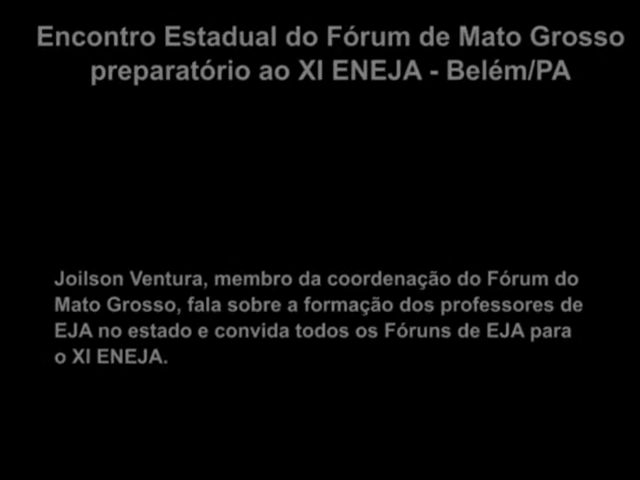 Encontro Estadual do Fórum de Mato Grosso
preparatório ao XI ENEJA - Belém/PA
Joilson Ventura, membro da coordenação do Fórum do
Mato Grosso, fala sobre a formação dos professores de
EJA no estado e convida todos os Fóruns de EJA para
o XI ENEJA.